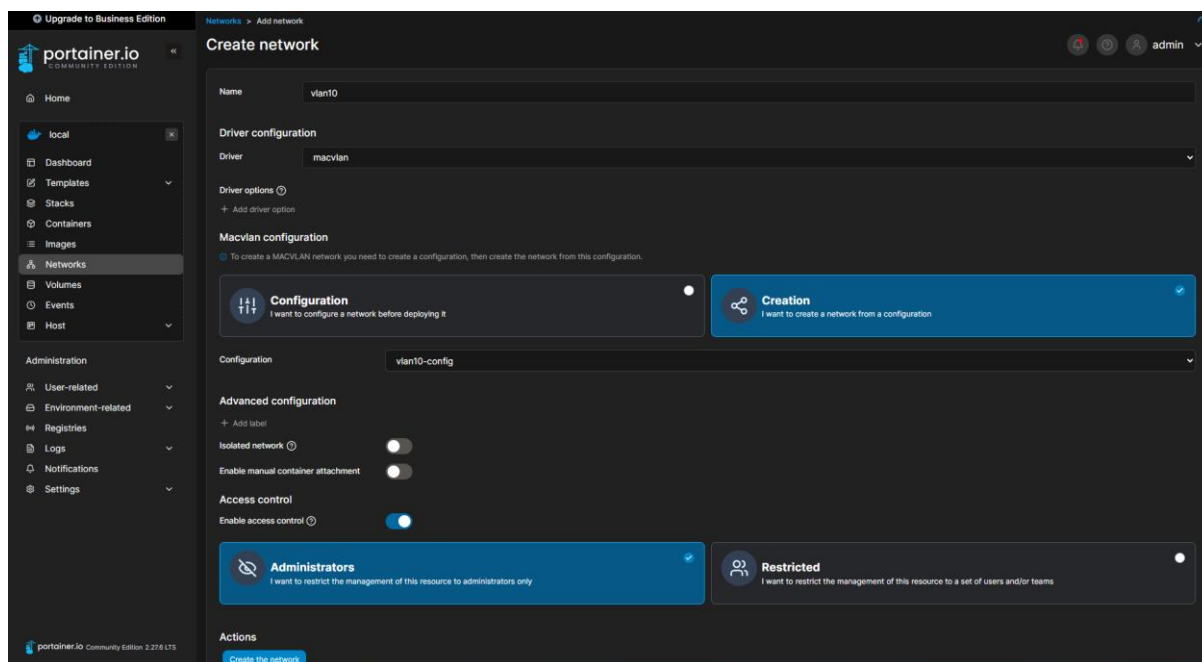 Upgrade to Business Edition
portainer.io
COMMUNITY EDITION
Home
local
Dashboard
Templates
Stacks
Containers
Images
Networks
Volumes
Events
Host
Administration
User-related
Environment-related
Registries
Logs
Notifications
Settings
portainer.io Community Edition 2.27.6 LTS
Networks > Add network
Create network
admin
Name vlan10
Driver configuration
Driver macvlan
Driver options
+ Add driver option
Macvlan configuration
To create a MACVLAN network you need to create a configuration, then create the network from this configuration.
Configuration
I want to configure a network before deploying it
Creation
I want to create a network from a configuration
Configuration vlan10-config
Advanced configuration
+ Add label
Isolated network
Enable manual container attachment
Access control
Enable access control
Administrators
I want to restrict the management of this resource to administrators only
Restricted
I want to restrict the management of this resource to a set of users and/or teams
Actions
Create the network